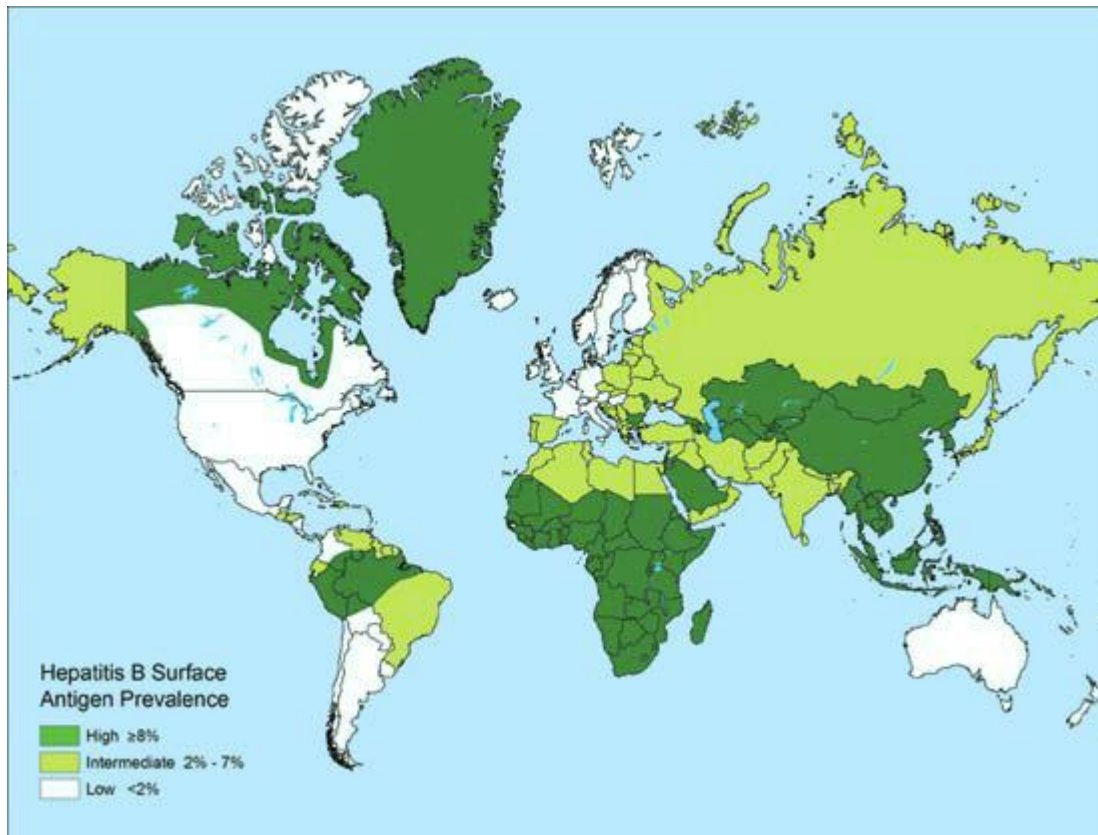 Hepatitis B Surface
Antigen Prevalence
High ≥8%
Intermediate 2% - 7%
Low <2%